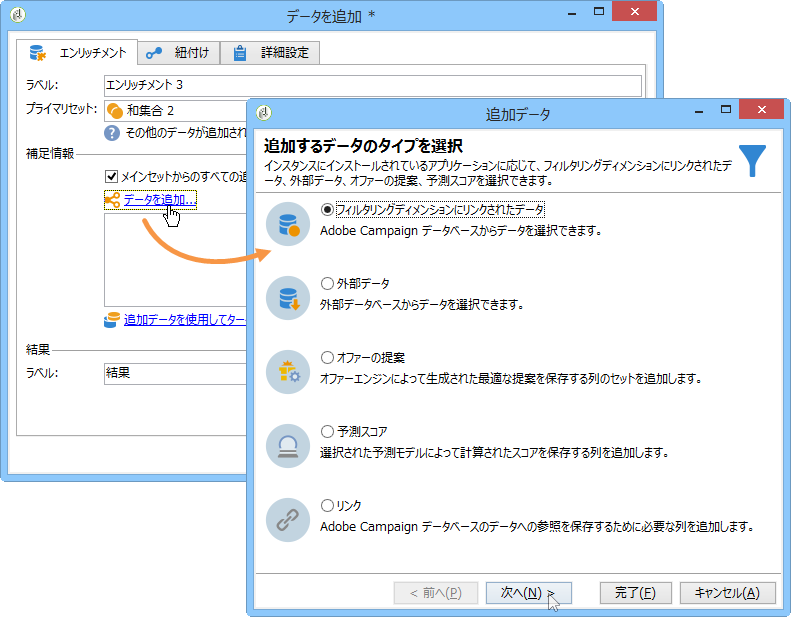 データを追加 *
エンリッチメント
紐付け
詳細設定
ラベル:
エンリッチメント 3
プライマリセット:
和集合 2
その他のデータが追加され
補足情報
メインセットからのすべての追
データを追加...
追加データを使用してター
結果
ラベル:
結果
追加データ
追加するデータのタイプを選択
インスタンスにインストールされているアプリケーションに応じて、フィルタリングディメンションにリンクされたデ
ータ、外部データ、オファーの提案、予測スコアを選択できます。
フィルタリングディメンションにリンクされたデータ
Adobe Campaign データベースからデータを選択できます。
外部データ
外部データベースからデータを選択できます。
オファーの提案
オファーエンジンによって生成された最適な提案を保存する列のセットを追加します。
予測スコア
選択された予測モデルによって計算されたスコアを保存する列を追加します。
リンク
Adobe Campaign データベースのデータへの参照を保存するために必要な列を追加します。
< 前へ(P)
次へ(N) >
完了(F)
キャンセル(A)